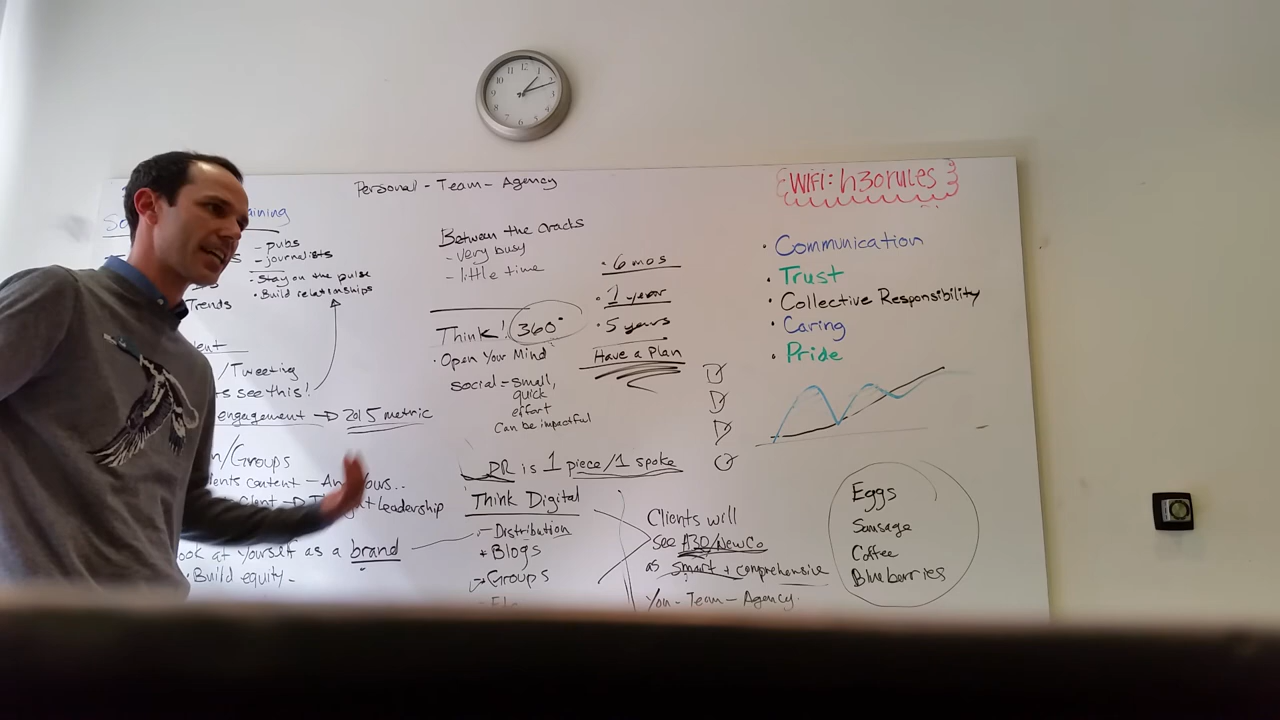 Personal - Team - Agency
WIFI: h3orules
- pubs
- journalists
• Stay on the pulse
• Build relationships
Trends
/Tweeting
see this!
engagement → 2015 metric
/Groups
content
Leadership
at yourself as a brand
• Build equity -
Between the cracks
- very busy
- little time
• 6 mos
• 1 year
• 5 years
Have a Plan
Think! 360°
• Open Your Mind
social = small,
quick
effort
Can be impactful
DR is 1 piece/1 spoke
Think Digital
- Distribution
Blogs
Groups
Clients will
see A3D/NewCo
as smart + comprehensive
You - Team - Agency.
• Communication
• Trust
• Collective Responsibility
• Caring
• Pride
Eggs
Sausage
Coffee
Blueberries